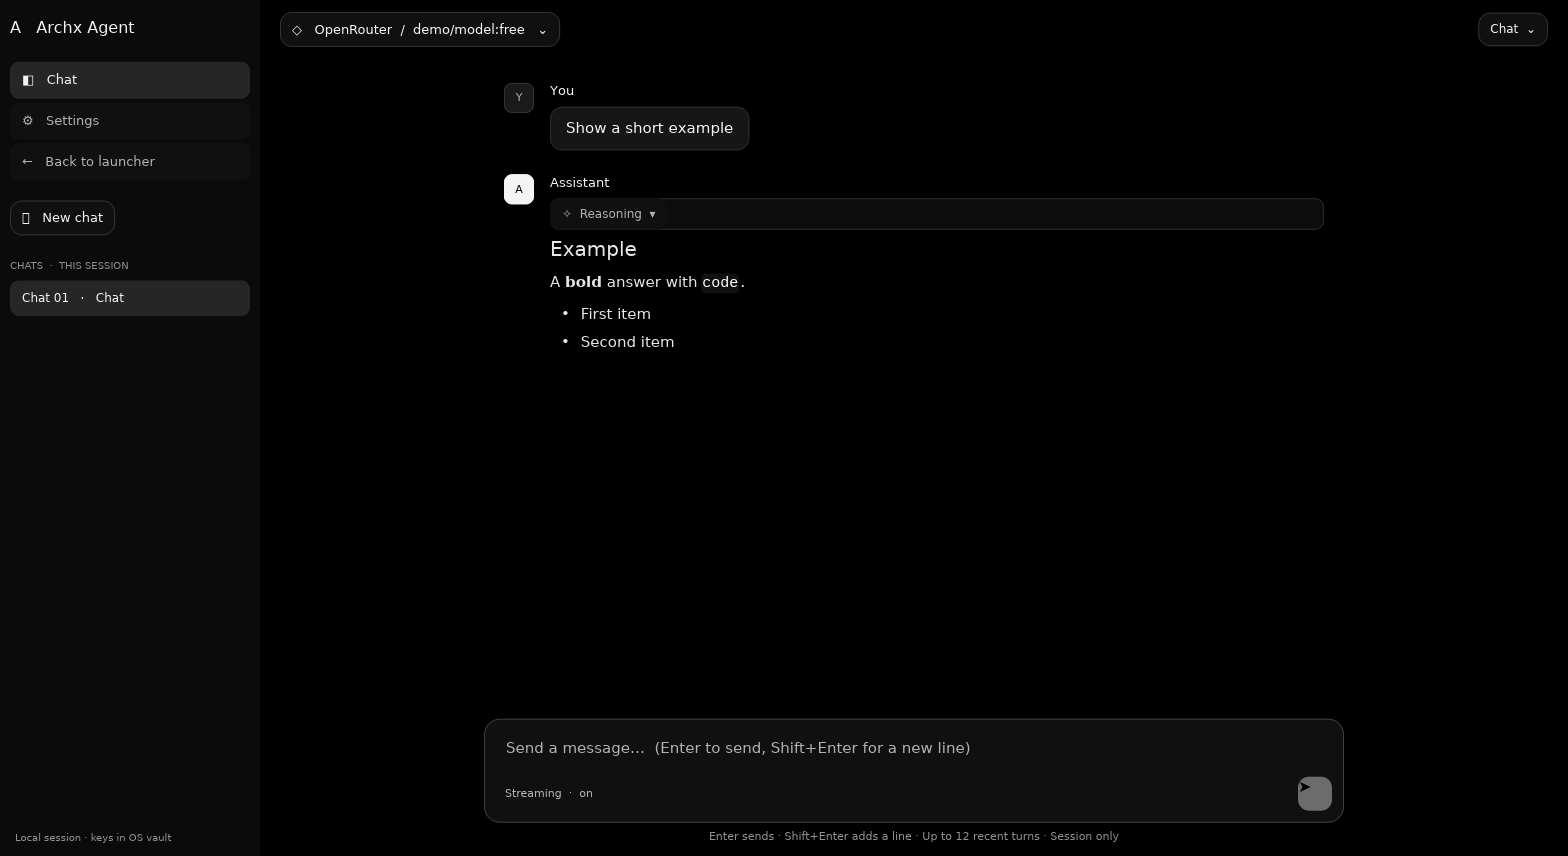 A Archx Agent
Chat
Settings
← Back to launcher
New chat
CHATS · THIS SESSION
Chat 01 · Chat
Local session · keys in OS vault
OpenRouter / demo/model:free
Chat
Y
You
Show a short example
A
Assistant
Reasoning
Example
A bold answer with code.
• First item
• Second item
Send a message… (Enter to send, Shift+Enter for a new line)
Streaming · on
Enter sends · Shift+Enter adds a line · Up to 12 recent turns · Session only